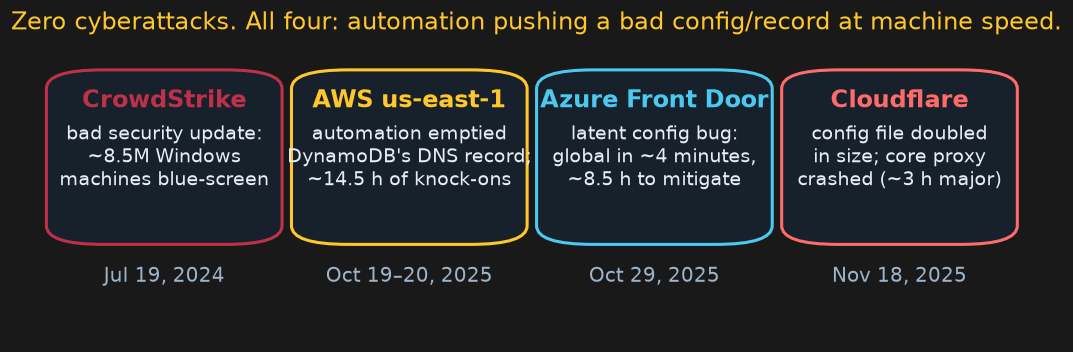 Zero cyberattacks. All four: automation pushing a bad config/record at machine speed.
CrowdStrike
bad security update:
~8.5M Windows
machines blue-screen
Jul 19, 2024
AWS us-east-1
automation emptied
DynamoDB's DNS record;
~14.5 h of knock-ons
Oct 19–20, 2025
Azure Front Door
latent config bug:
global in ~4 minutes,
~8.5 h to mitigate
Oct 29, 2025
Cloudflare
config file doubled
in size; core proxy
crashed (~3 h major)
Nov 18, 2025